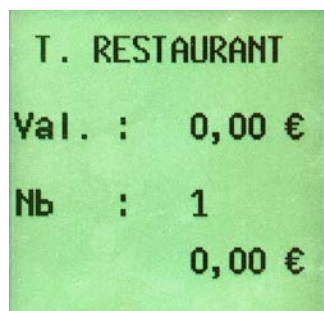 T. RESTAURANT
Val. : 0,00 €
Nb : 1
0,00 €